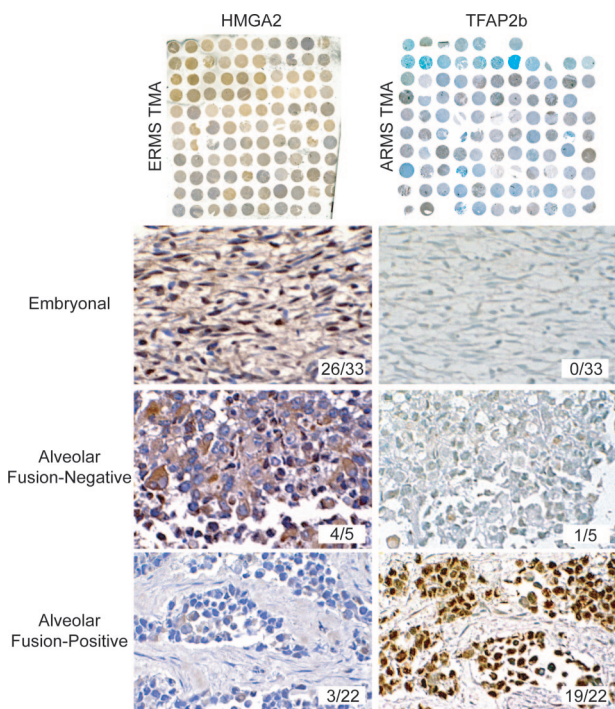 HMGA2
TFAP2b
ERMS TMA
ARMS TMA
Embryonal
26/33
0/33
Alveolar
Fusion-Negative
4/5
1/5
Alveolar
Fusion-Positive
3/22
19/22